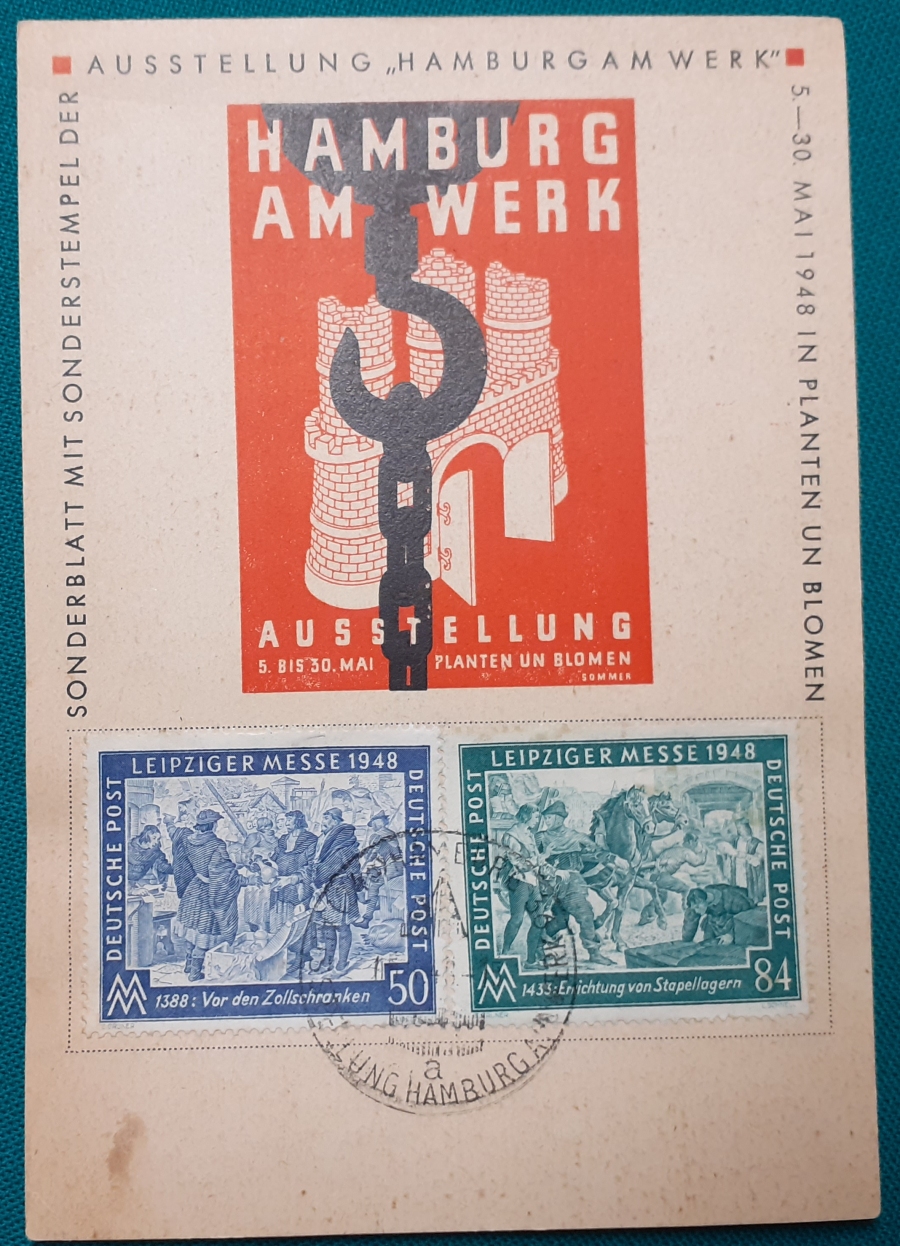 AUSSTELLUNG „HAMBURG AM WERK"
SONDERBLATT MIT SONDERSTEMPEL DER
5.—30. MAI 1948 IN PLANTEN UN BLOMEN
HAMBURG
AM WERK
AUSSTELLUNG
5. BIS 30. MAI PLANTEN UN BLOMEN
SOMMER
LEIPZIGER MESSE 1948
DEUTSCHE POST
DEUTSCHE POST
1388: Vor den Zollschranken 50
LEIPZIGER MESSE 1948
DEUTSCHE POST
DEUTSCHE POST
1433: Errichtung von Stapellagern 84
a
HAMBURG AM WERK